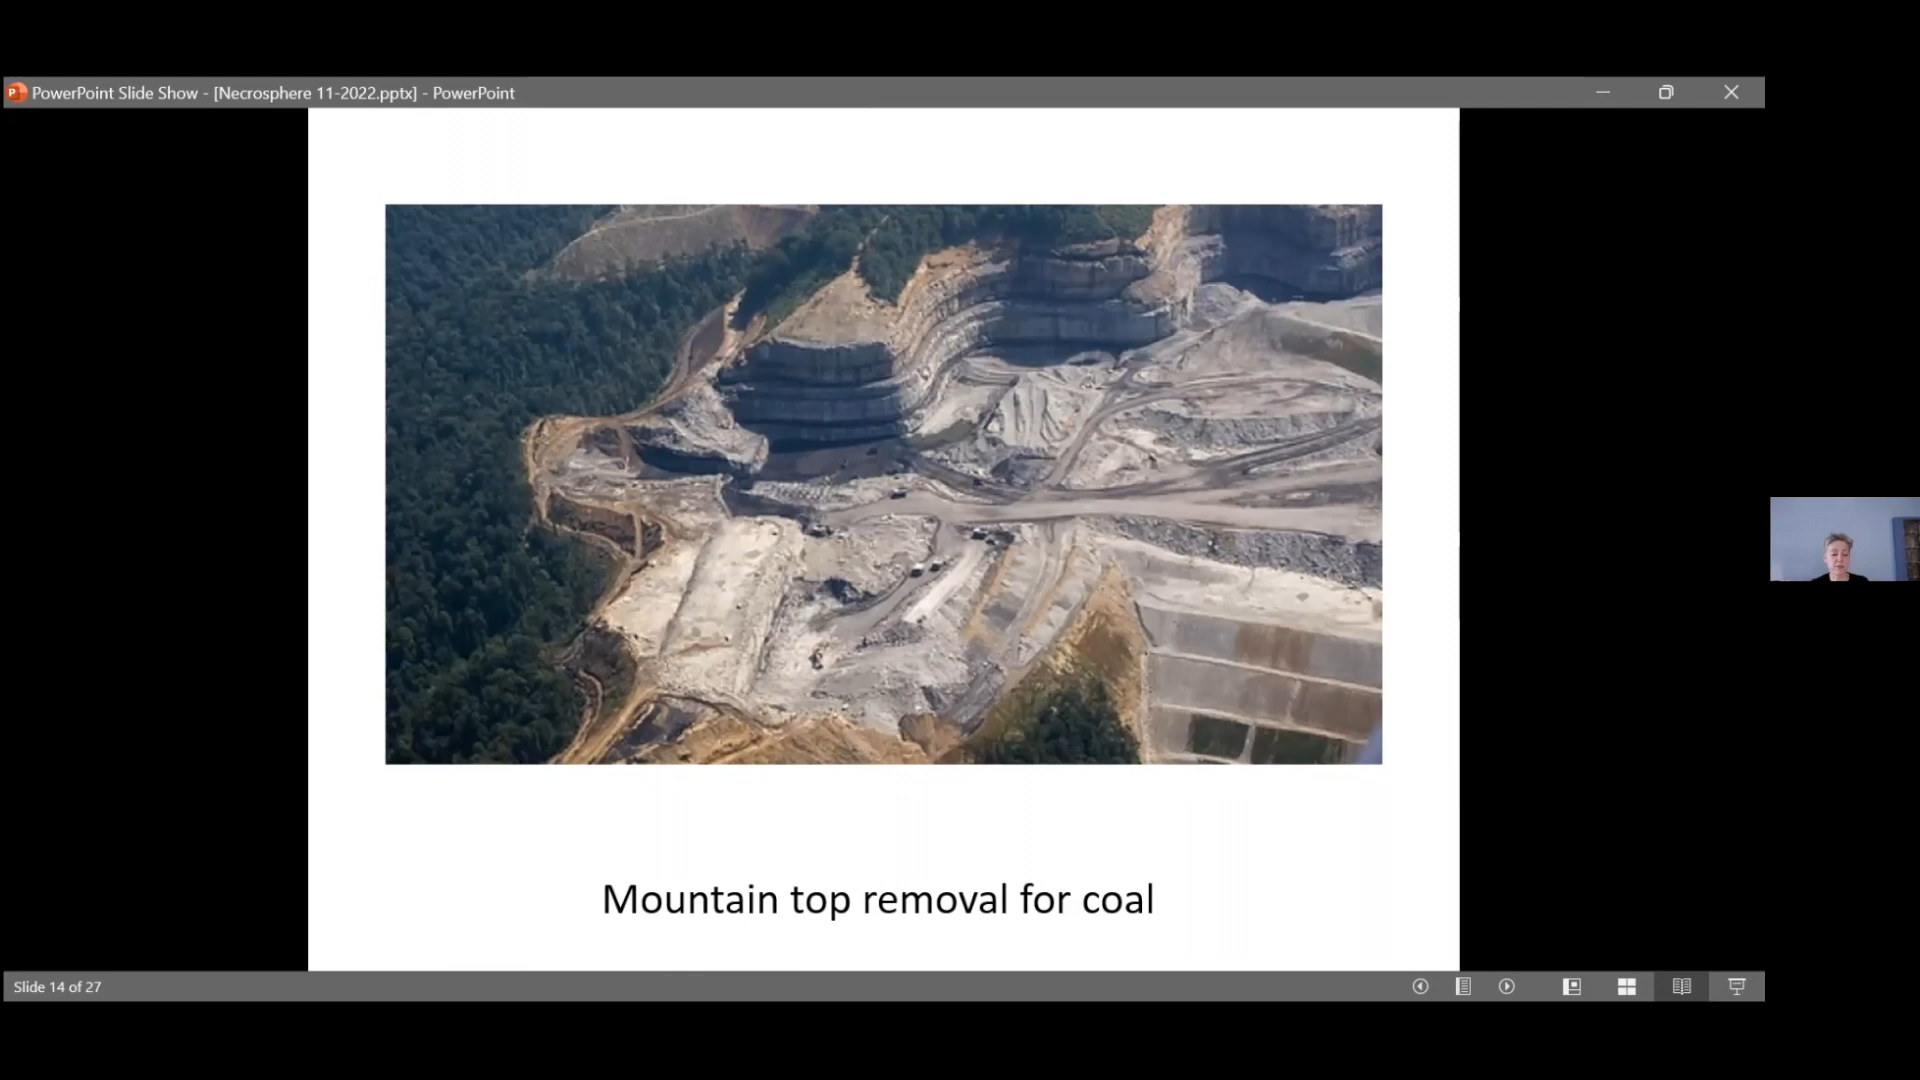 PowerPoint Slide Show - [Necrosphere 11-2022.pptx] - PowerPoint
Mountain top removal for coal
Slide 14 of 27